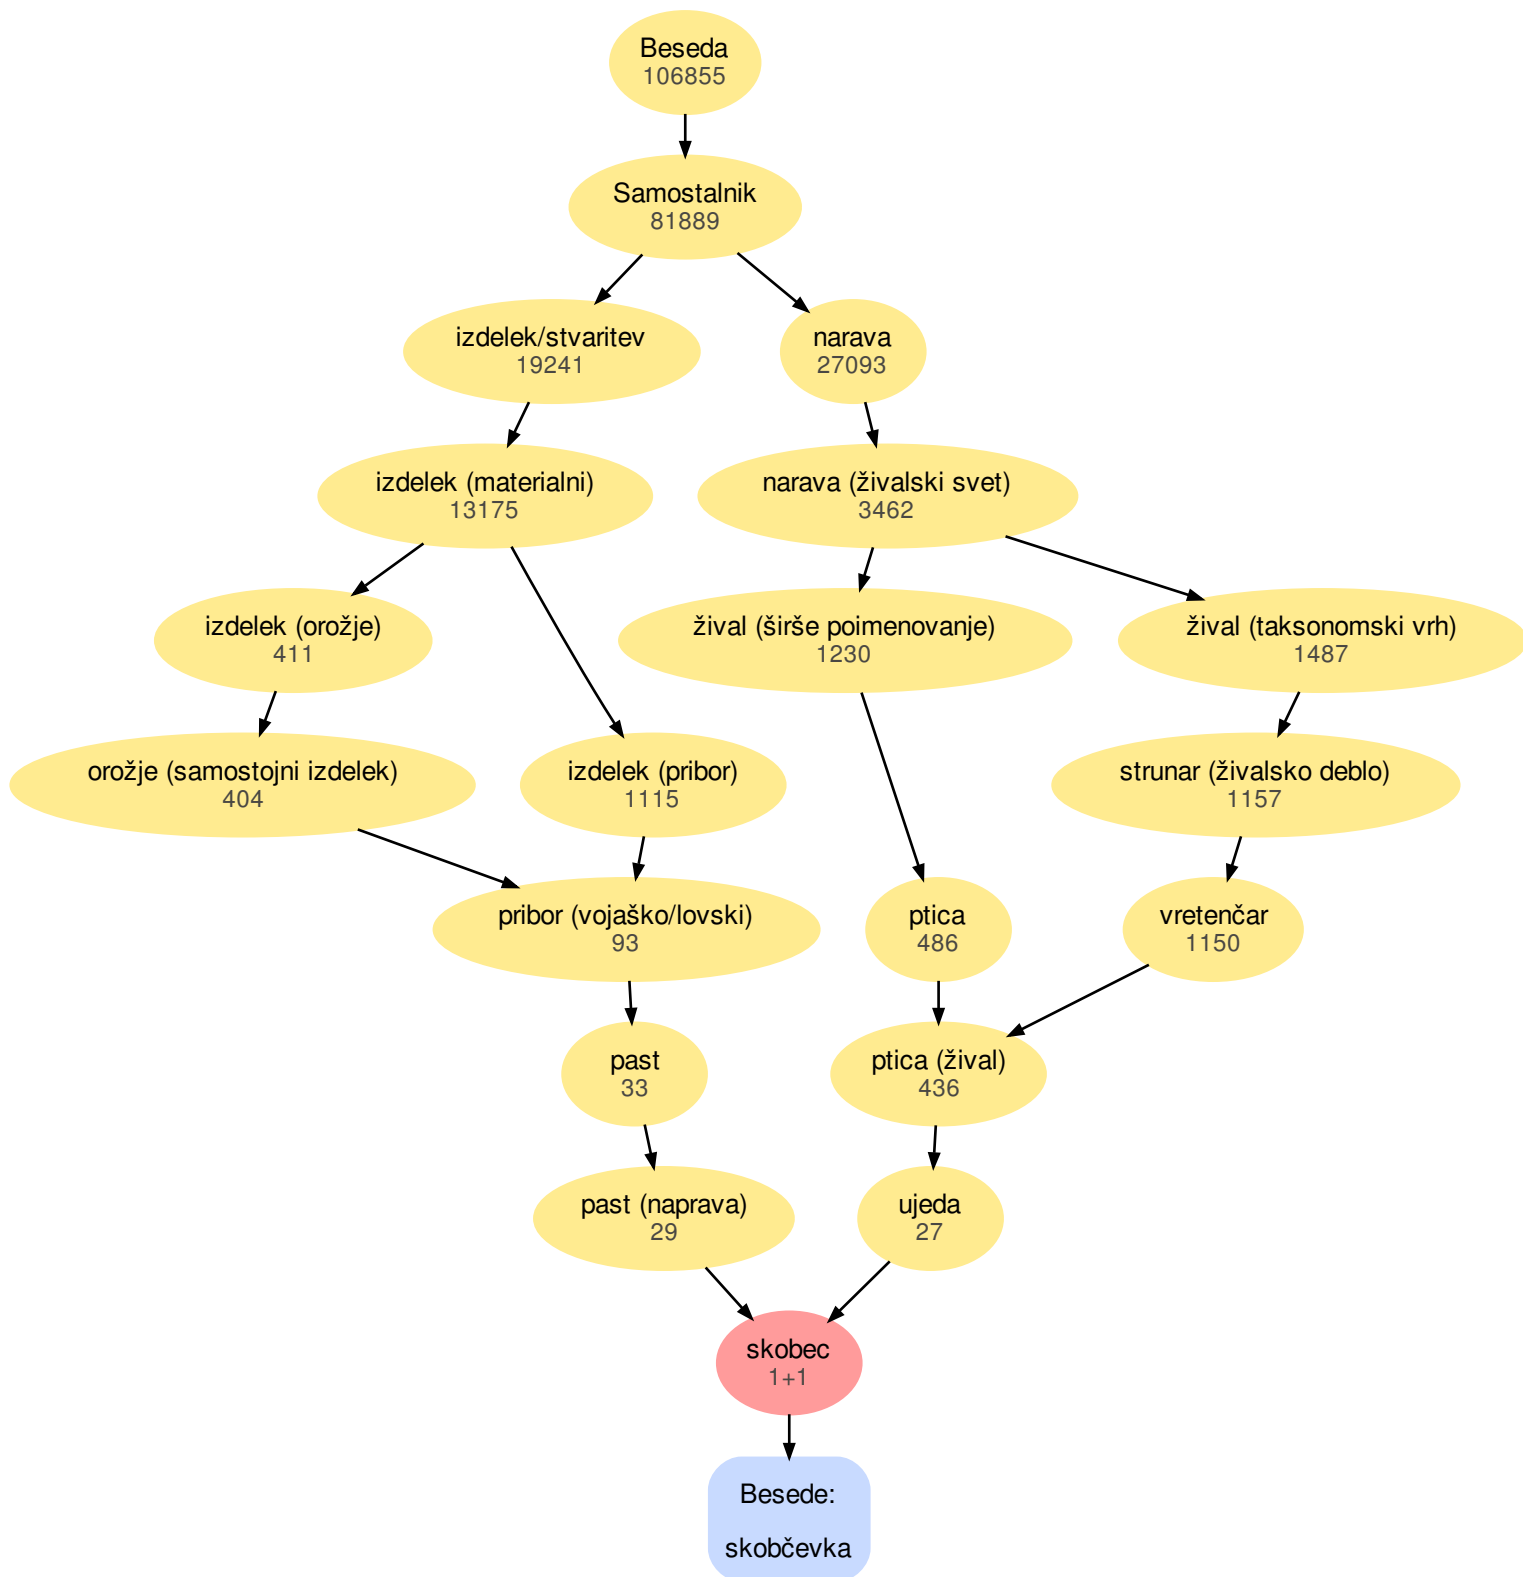 Beseda
106855
Samostalnik
81889
izdelek/stvaritev
19241
narava
27093
izdelek (materialni)
13175
narava (živalski svet)
3462
izdelek (orožje)
411
žival (širše poimenovanje)
1230
žival (taksonomski vrh)
1487
orožje (samostojni izdelek)
404
izdelek (pribor)
1115
strunar (živalsko deblo)
1157
pribor (vojaško/lovski)
93
ptica
486
vretenčar
1150
past
33
ptica (žival)
436
past (naprava)
29
ujeda
27
skobec
1+1
Besede:
skobčevka